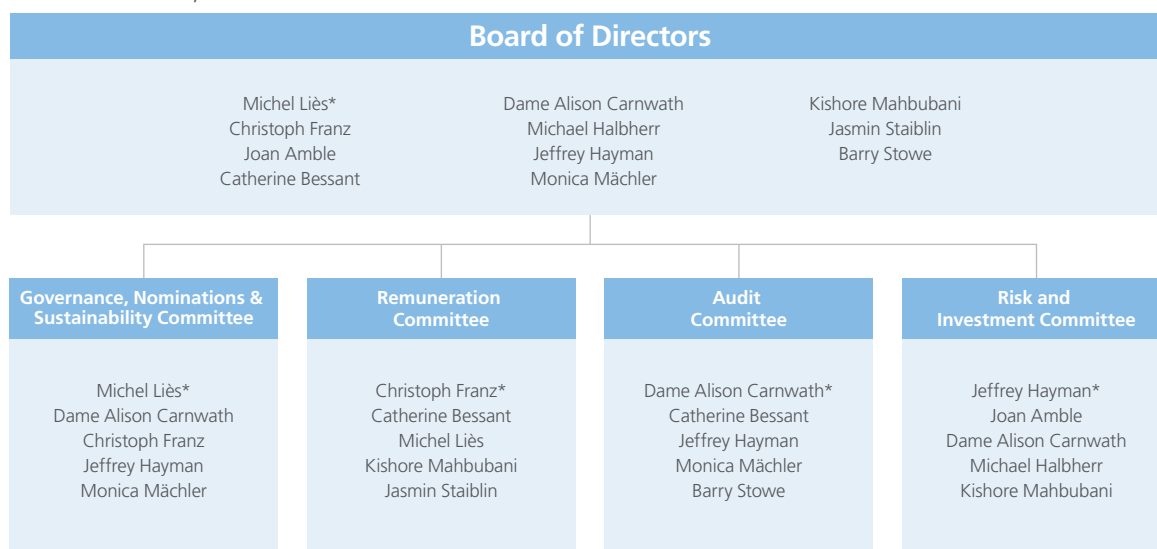 Board of Directors
Michel Liès*
Christoph Franz
Joan Amble
Catherine Bessant
Dame Alison Carnwath
Michael Halbherr
Jeffrey Hayman
Monica Mächler
Kishore Mahbubani
Jasmin Staiblin
Barry Stowe
Governance, Nominations &
Sustainability Committee
Michel Liès*
Dame Alison Carnwath
Christoph Franz
Jeffrey Hayman
Monica Mächler
Remuneration
Committee
Christoph Franz*
Catherine Bessant
Michel Liès
Kishore Mahbubani
Jasmin Staiblin
Audit
Committee
Dame Alison Carnwath*
Catherine Bessant
Jeffrey Hayman
Monica Mächler
Barry Stowe
Risk and
Investment Committee
Jeffrey Hayman*
Joan Amble
Dame Alison Carnwath
Michael Halbherr
Kishore Mahbubani